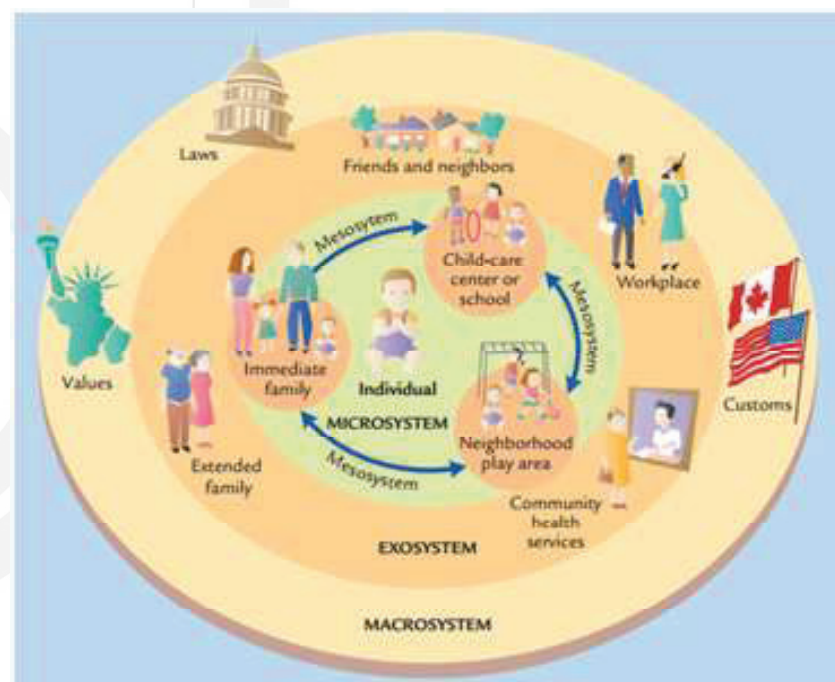 Laws
Friends and neighbors
Mesosytem
Child-care
center or
school
Workplace
Mesosystem
Values
Immediate
family
Individual
MICROSYSTEM
Customs
Neighborhood
play area
Mesosystem
Extended
family
Community
health
services
EXOSYSTEM
MACROSYSTEM